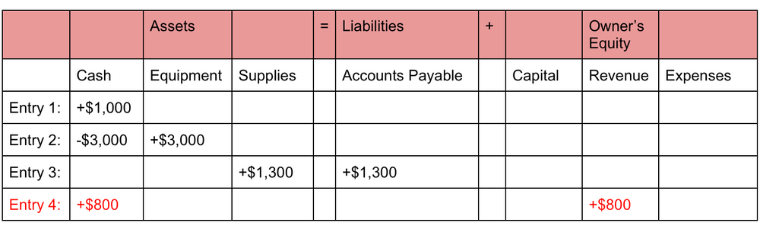 Assets = Liabilities + Owner's
Equity
Cash Equipment Supplies Accounts Payable Capital Revenue Expenses
Entry 1: +$1,000
Entry 2: -$3,000 +$3,000
Entry 3: +$1,300 +$1,300
Entry 4: +$800 +$800